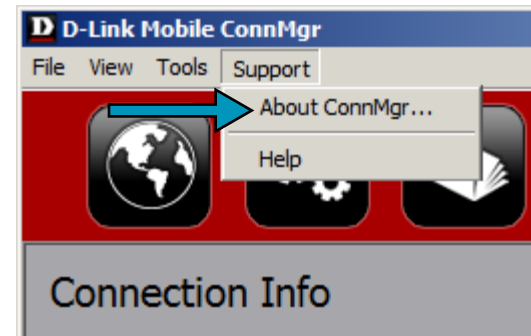 D D-Link Mobile ConnMgr
File View Tools Support
About ConnMgr...
Help
Connection Info